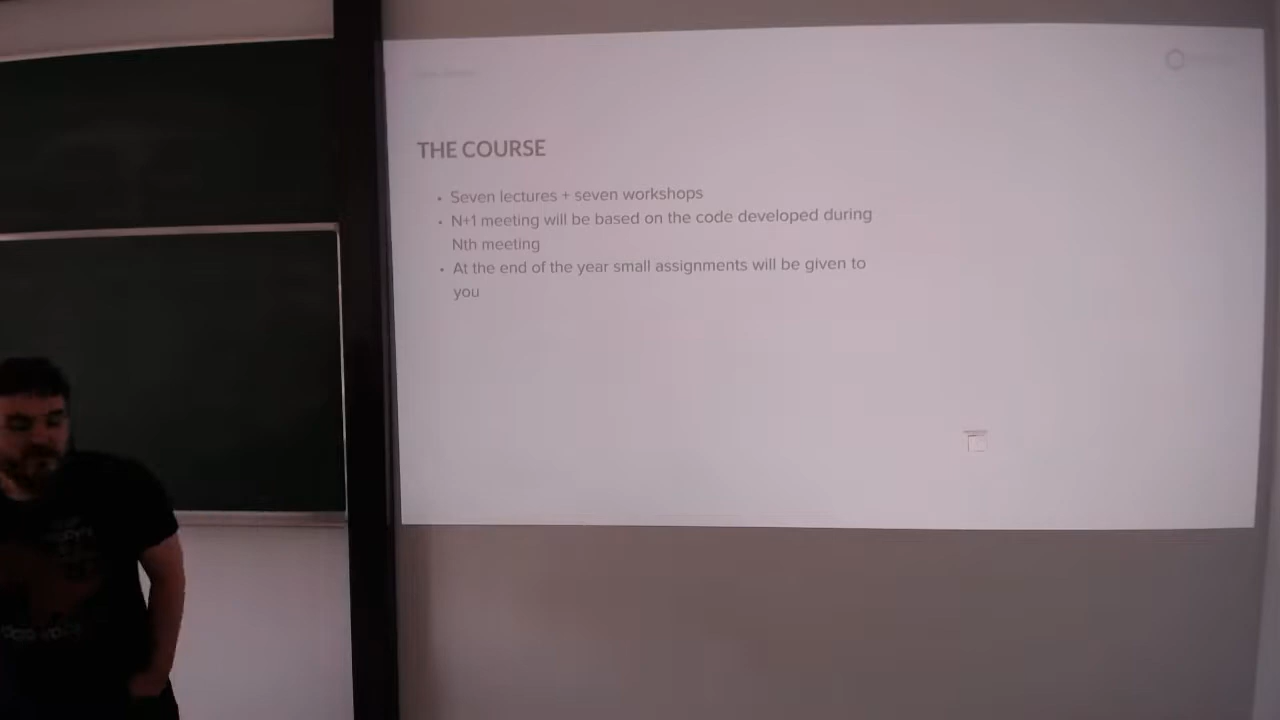 THE COURSE
• Seven lectures + seven workshops
• N+1 meeting will be based on the code developed during
Nth meeting
• At the end of the year small assignments will be given to
you